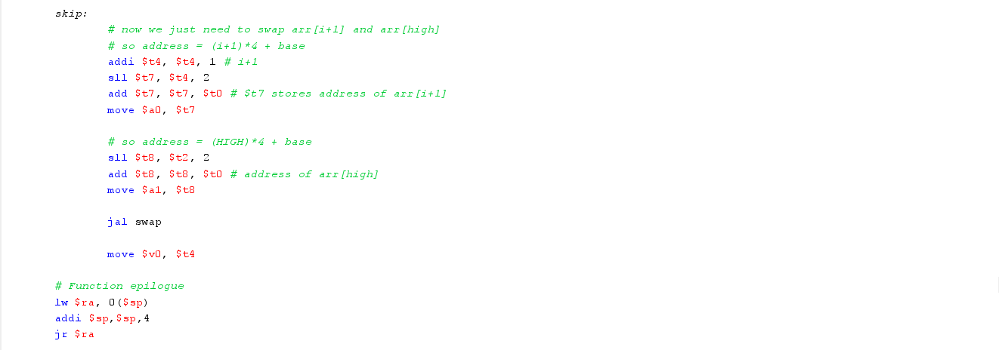 skip:
# now we just need to swap arr[i+1] and arr[high]
# so address = (i+1)*4 + base
addi $t4, $t4, 1 # i+1
sll $t7, $t4, 2
add $t7, $t7, $t0 # $t7 stores address of arr[i+1]
move $a0, $t7
# so address = (HIGH)*4 + base
sll $t8, $t2, 2
add $t8, $t8, $t0 # address of arr[high]
move $a1, $t8
jal swap
move $v0, $t4
# Function epilogue
lw $ra, 0($sp)
addi $sp,$sp,4
jr $ra